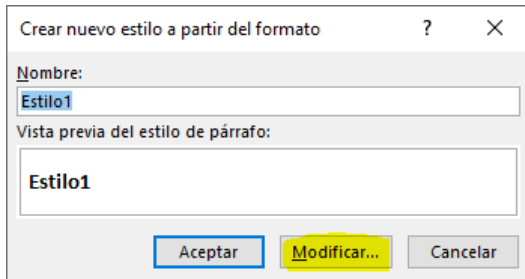 Crear nuevo estilo a partir del formato ? ✕
Nombre:
Estilo1
Vista previa del estilo de párrafo:
Estilo1
Aceptar Modificar... Cancelar